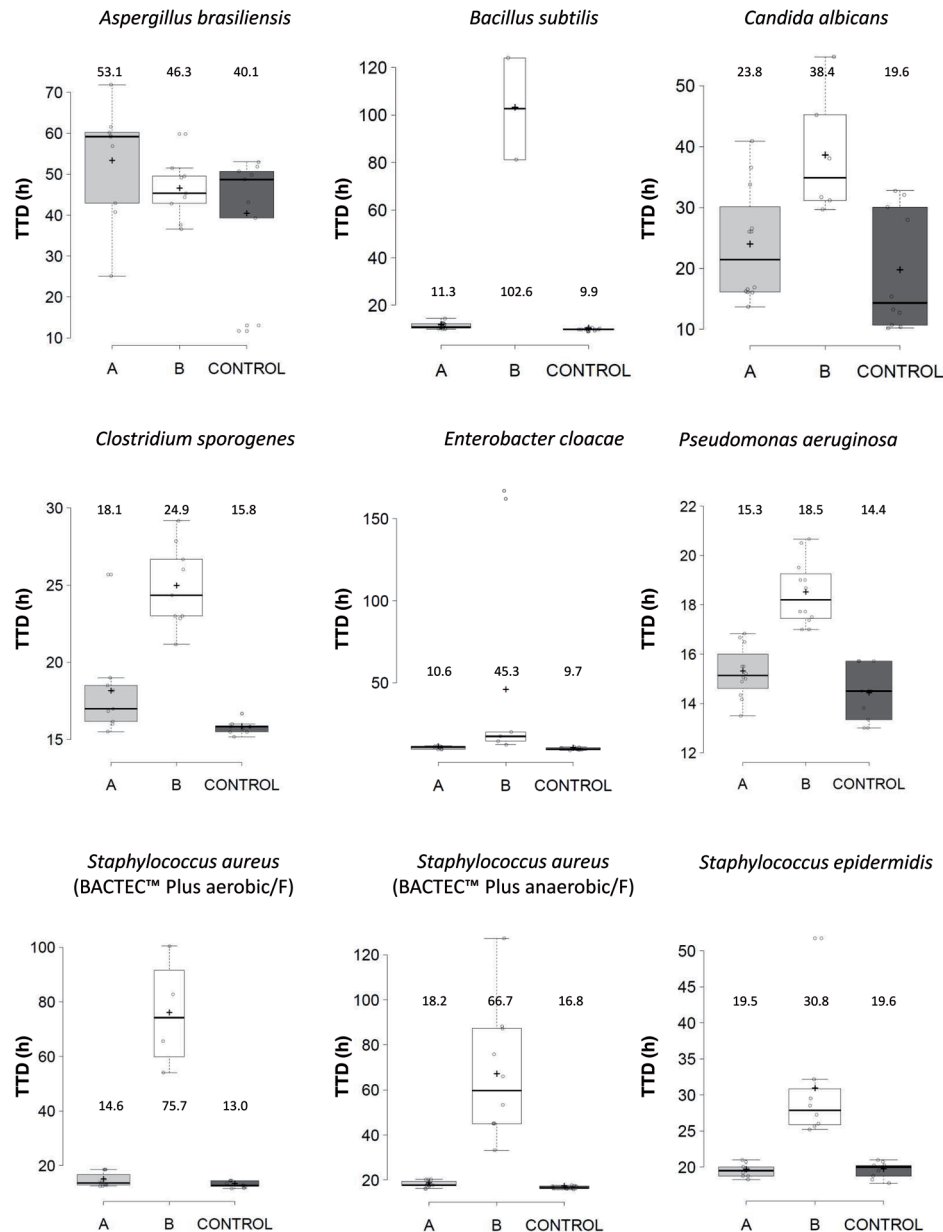 Aspergillus brasiliensis
53.1 46.3 40.1
70
60
50
40
30
20
10
TTD (h)
A B CONTROL
Bacillus subtilis
120
100
80
60
40
20
TTD (h)
11.3 102.6 9.9
A B CONTROL
Candida albicans
23.8 38.4 19.6
50
40
30
20
10
TTD (h)
A B CONTROL
Clostridium sporogenes
30
25
20
15
TTD (h)
18.1 24.9 15.8
A B CONTROL
Enterobacter cloacae
150
100
50
TTD (h)
10.6 45.3 9.7
A B CONTROL
Pseudomonas aeruginosa
22
20
18
16
14
12
TTD (h)
15.3 18.5 14.4
A B CONTROL
Staphylococcus aureus
(BACTEC™ Plus aerobic/F)
100
80
60
40
20
TTD (h)
14.6 75.7 13.0
A B CONTROL
Staphylococcus aureus
(BACTEC™ Plus anaerobic/F)
120
100
80
60
40
20
TTD (h)
18.2 66.7 16.8
A B CONTROL
Staphylococcus epidermidis
50
45
40
35
30
25
20
TTD (h)
19.5 30.8 19.6
A B CONTROL